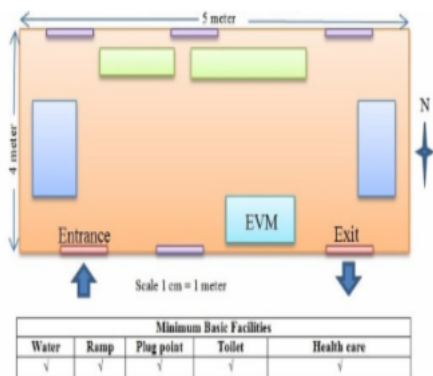 5 meter
4 meter
N
EVM
Entrance
Exit
Scale 1 cm = 1 meter
Minimum Basic Facilities
Water Ramp Plug point Toilet Health care
√ √ √ √ √